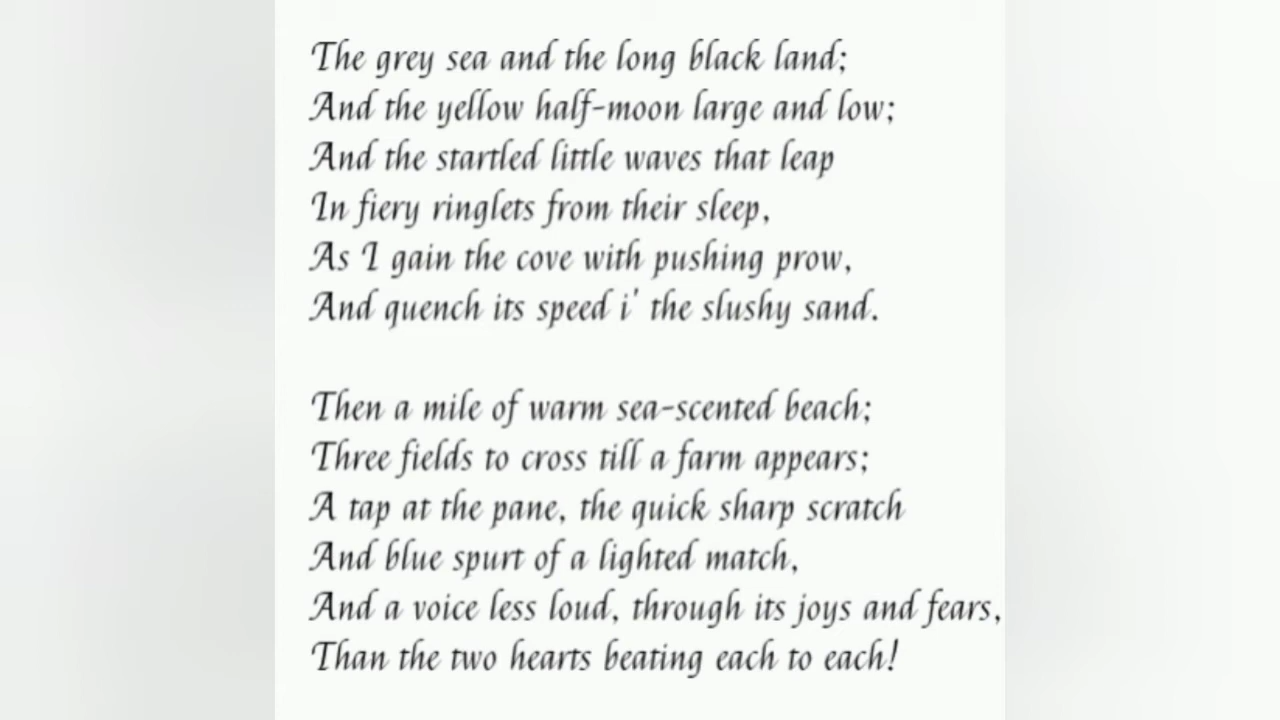 The grey sea and the long black land;
And the yellow half-moon large and low;
And the startled little waves that leap
In fiery ringlets from their sleep,
As I gain the cove with pushing prow,
And quench its speed i' the slushy sand.
Then a mile of warm sea-scented beach;
Three fields to cross till a farm appears;
A tap at the pane, the quick sharp scratch
And blue spurt of a lighted match,
And a voice less loud, through its joys and fears,
Than the two hearts beating each to each!